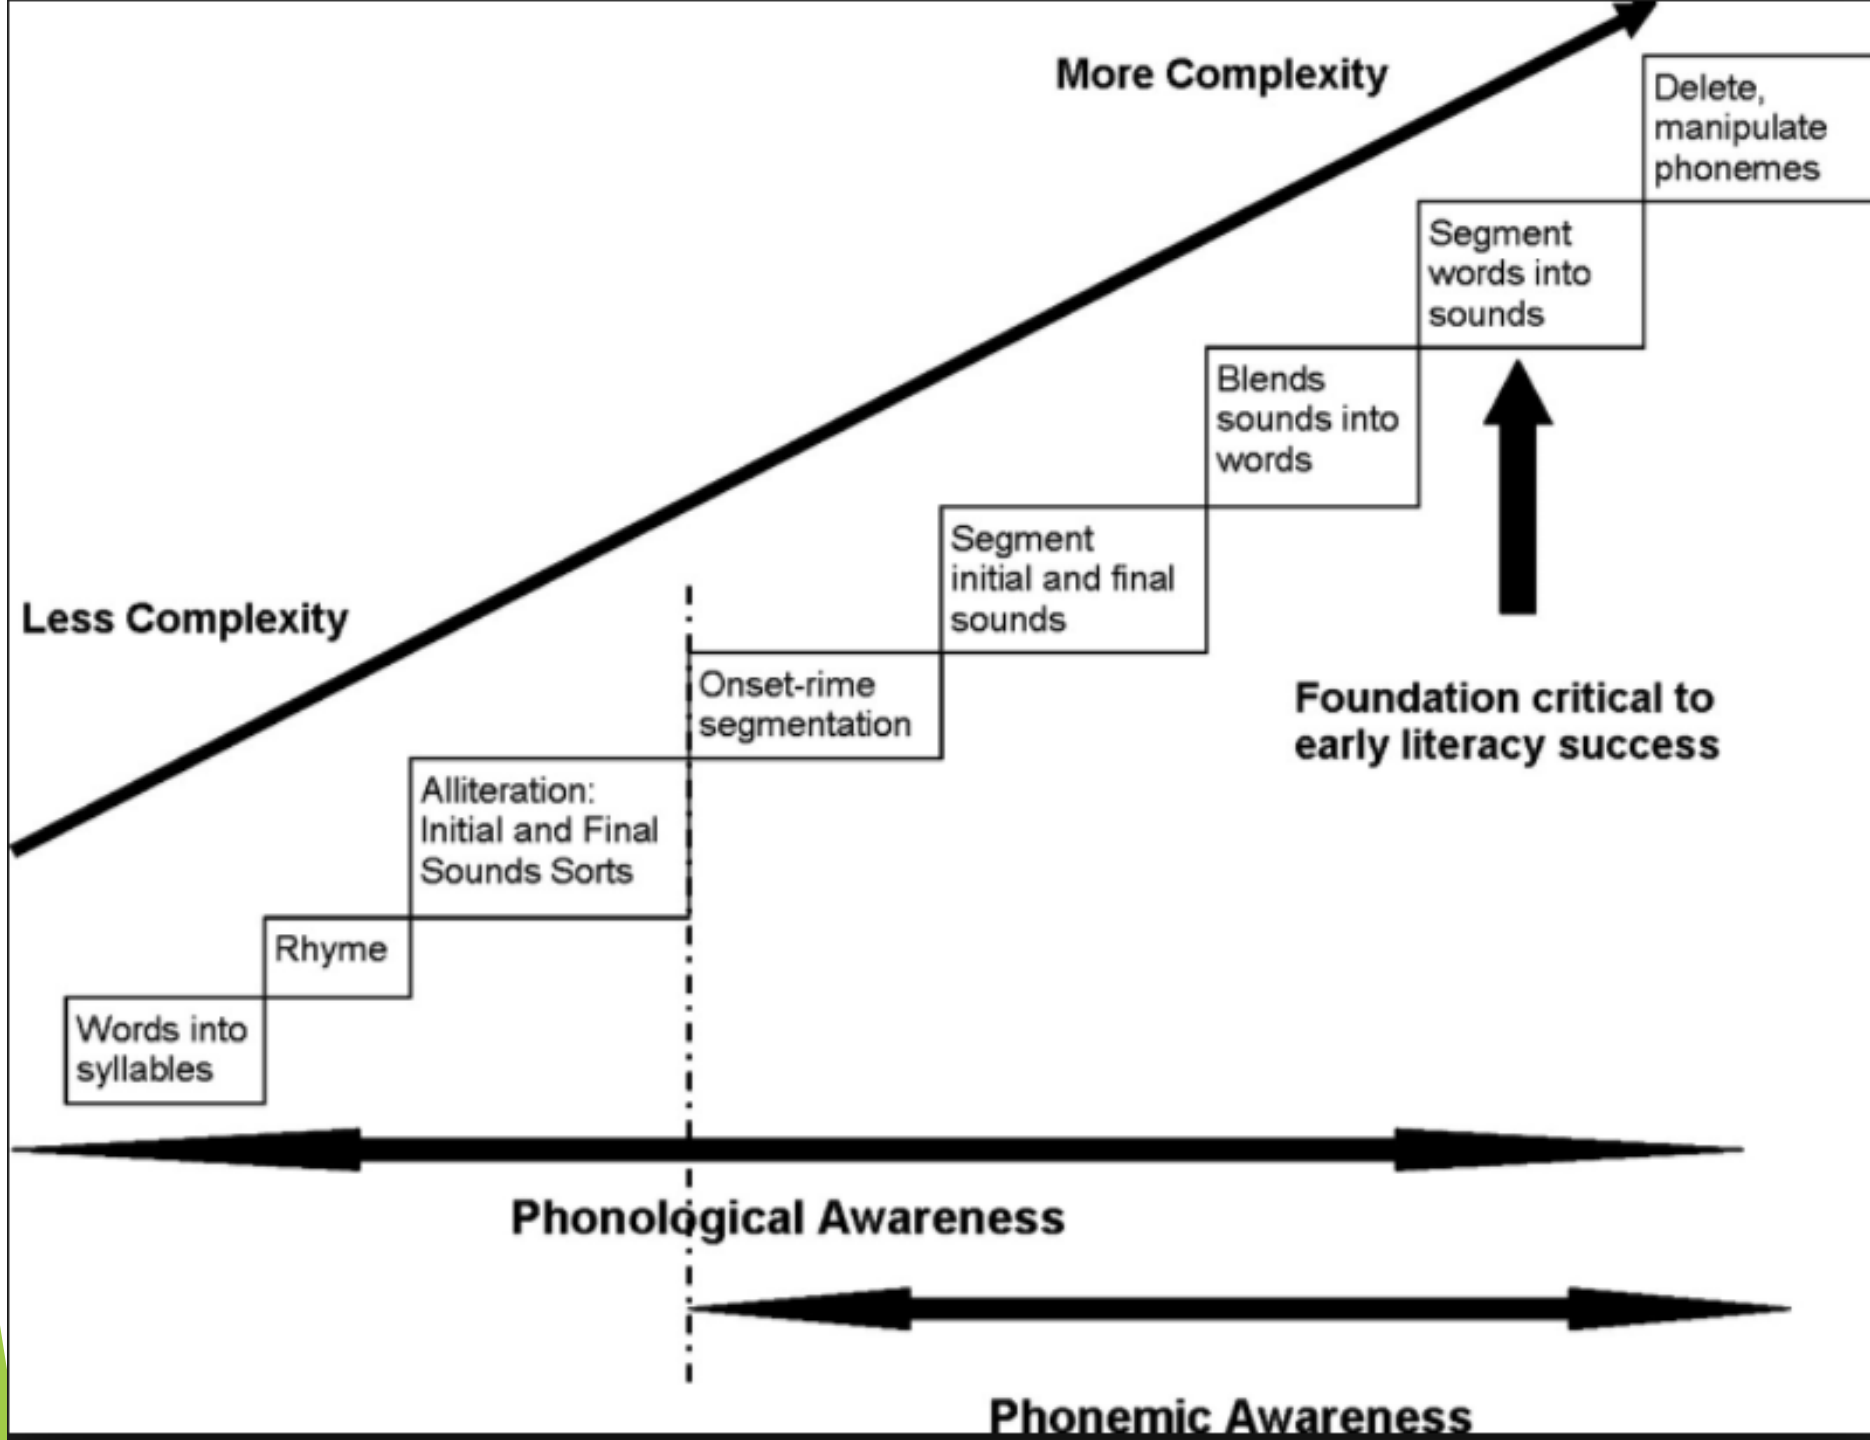 More Complexity
Delete,
manipulate
phonemes
Segment
words into
sounds
Blends
sounds into
words
Less Complexity
Segment
initial and final
sounds
Onset-rime
segmentation
Foundation critical to
early literacy success
Alliteration:
Initial and Final
Sounds Sorts
Rhyme
Words into
syllables
Phonological Awareness
Phonemic Awareness